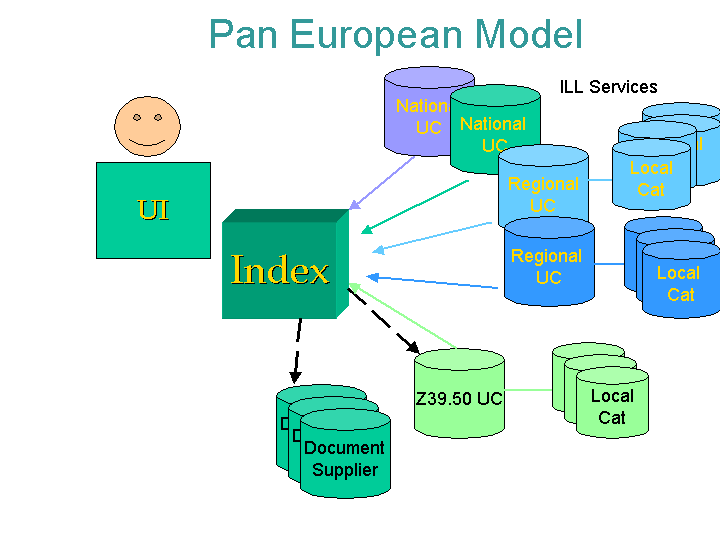 Pan European Model
ILL Services
UC
National
UC
Local
Cat
Regional
UC
UI
Regional
UC
Index
Local
Cat
Z39.50 UC
Local
Cat
Document
Supplier